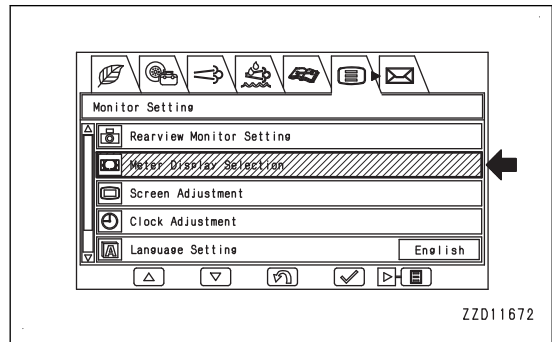 Monitor Setting
Rearview Monitor Setting
Meter Display Selection
Screen Adjustment
Clock Adjustment
Language Setting English
ZZD11672